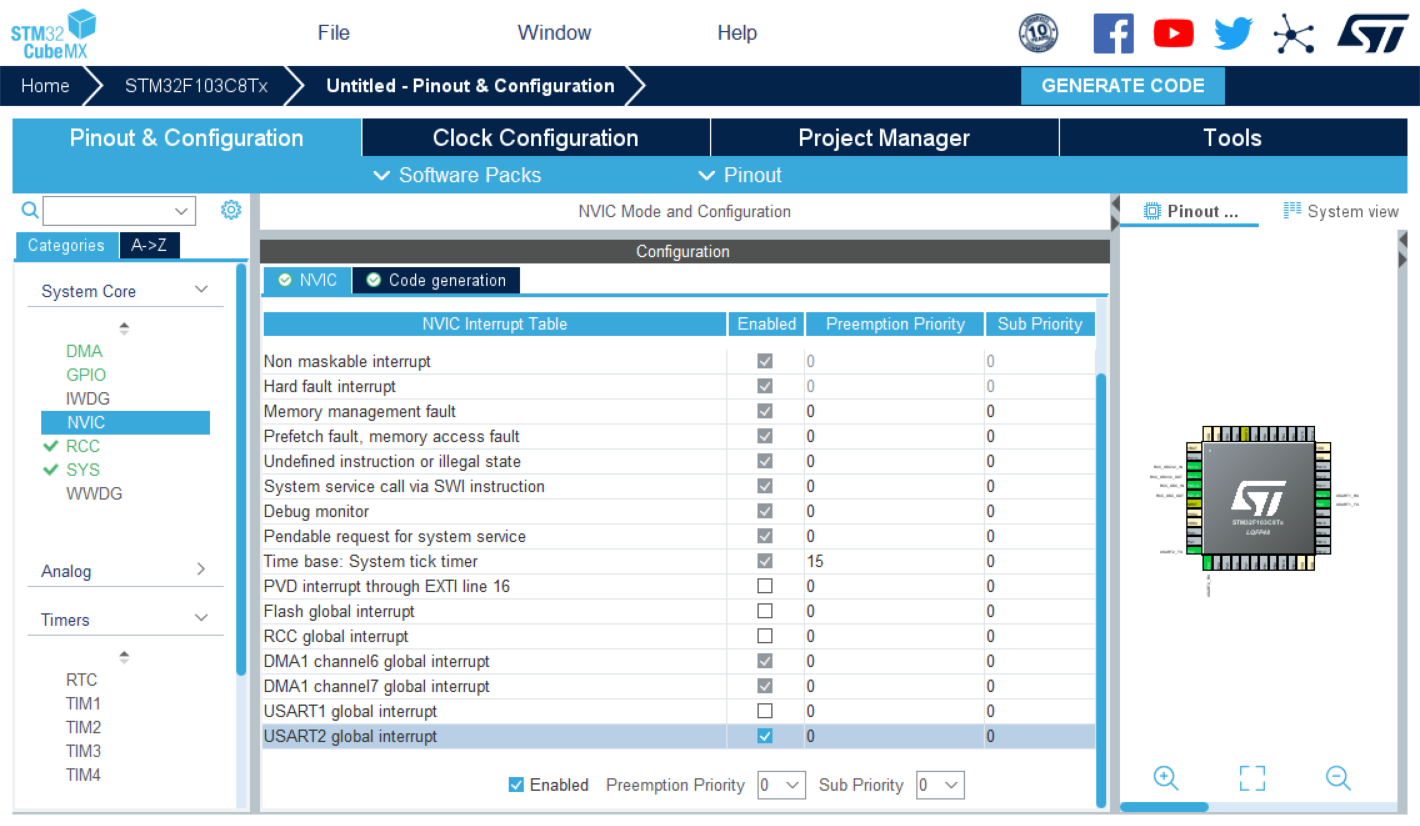 STM32
CubeMX
File
Window
Help
10
Home
STM32F103C8Tx
Untitled - Pinout & Configuration
GENERATE CODE
Pinout & Configuration
Clock Configuration
Project Manager
Tools
Software Packs
Pinout
Categories
A->Z
System Core
DMA
GPIO
IWDG
NVIC
RCC
SYS
WWDG
Analog
Timers
RTC
TIM1
TIM2
TIM3
TIM4
NVIC Mode and Configuration
Configuration
NVIC
Code generation
NVIC Interrupt Table Enabled Preemption Priority Sub Priority
Non maskable interrupt 0 0
Hard fault interrupt 0 0
Memory management fault 0 0
Prefetch fault, memory access fault 0 0
Undefined instruction or illegal state 0 0
System service call via SWI instruction 0 0
Debug monitor 0 0
Pendable request for system service 0 0
Time base: System tick timer 15 0
PVD interrupt through EXTI line 16 0 0
Flash global interrupt 0 0
RCC global interrupt 0 0
DMA1 channel6 global interrupt 0 0
DMA1 channel7 global interrupt 0 0
USART1 global interrupt 0 0
USART2 global interrupt 0 0
Enabled Preemption Priority 0 Sub Priority 0
Pinout ...
System view
STM32F103C8Tx
LQFP48